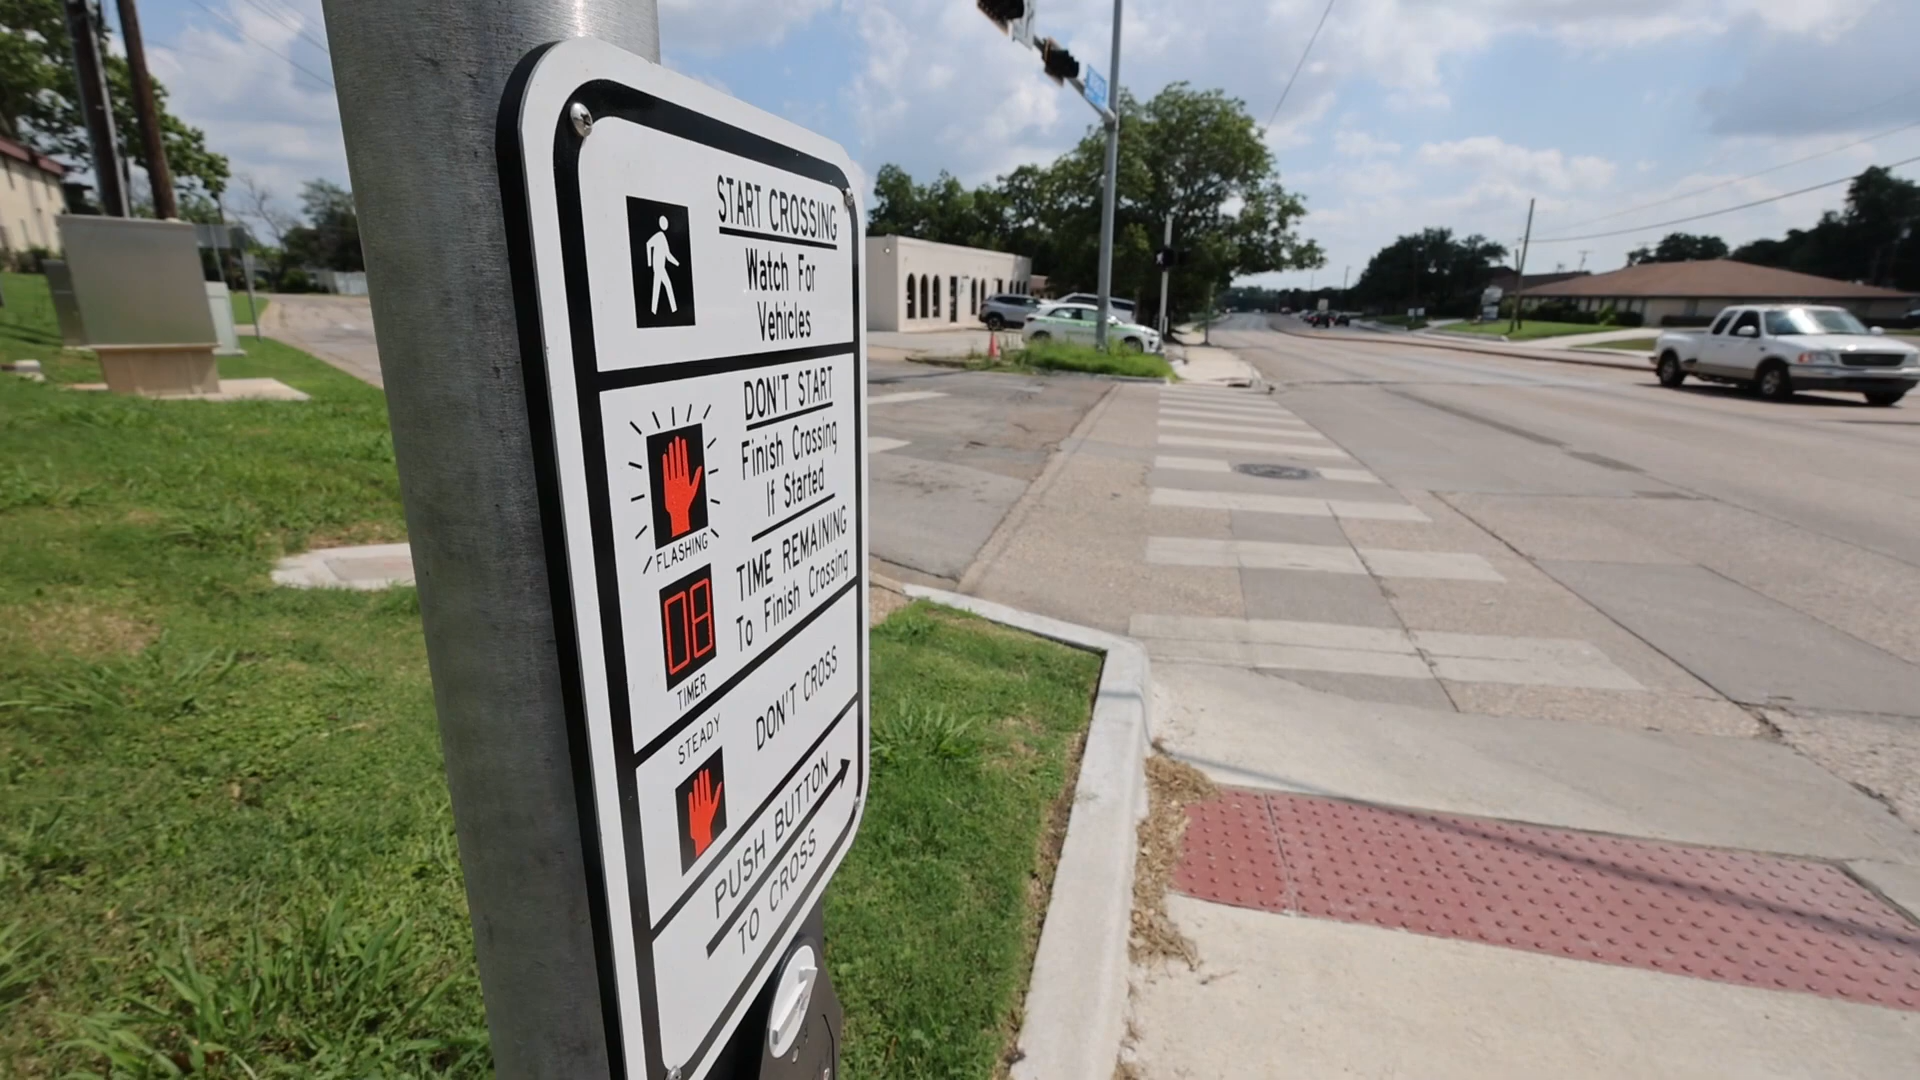 START CROSSING
Watch For
Vehicles
DON'T START
Finish Crossing
If Started
FLASHING
TIME REMAINING
To Finish Crossing
08
TIMER
STEADY
DON'T CROSS
PUSH BUTTON
TO CROSS